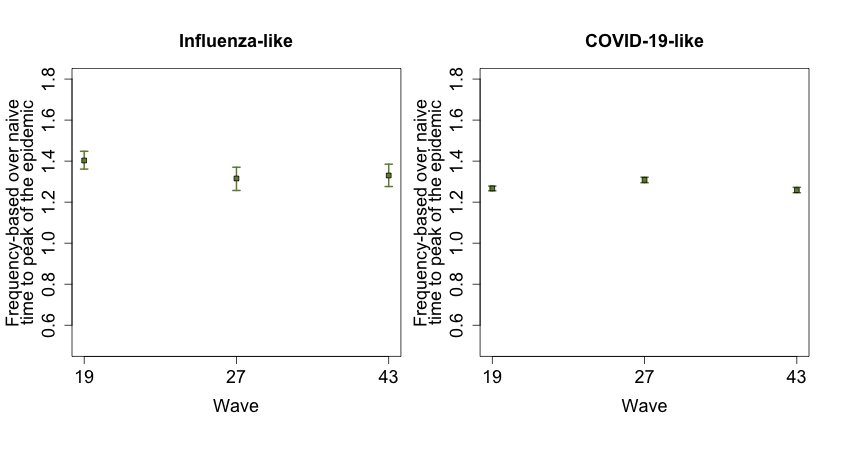 Influenza-like
Frequency-based over naive
time to peak of the epidemic
1.8
1.6
1.4
1.2
1.0
0.8
0.6
19
27
43
Wave
COVID-19-like
Frequency-based over naive
time to peak of the epidemic
1.8
1.6
1.4
1.2
1.0
0.8
0.6
19
27
43
Wave